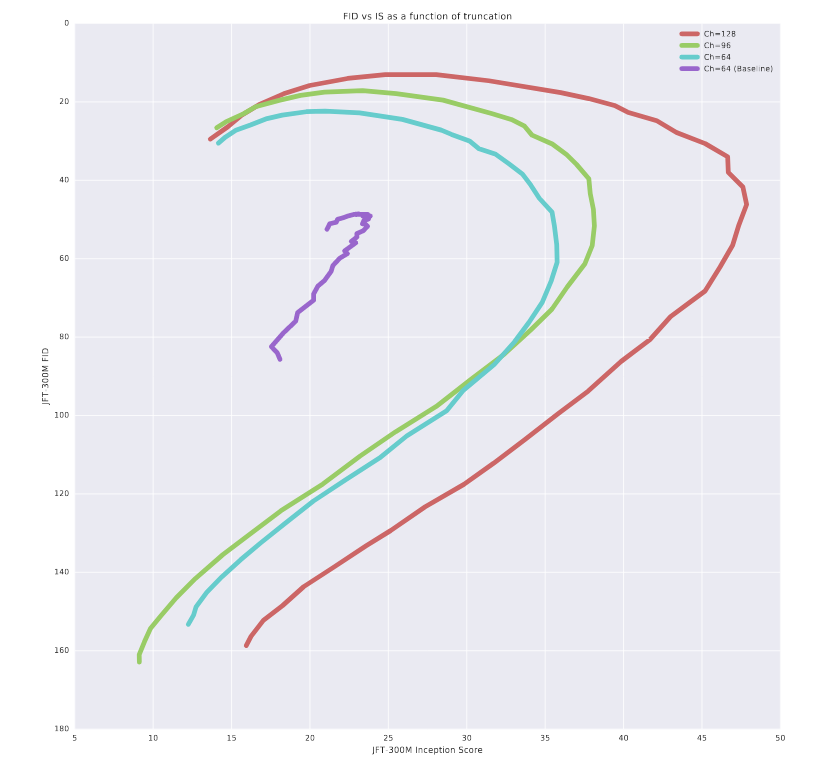 FID vs IS as a function of truncation
Ch=128
Ch=96
Ch=64
Ch=64 (Baseline)
JFT 300M FID
0
20
40
60
80
100
120
140
160
180
5 10 15 20 25 30 35 40 45 50
JFT-300M Inception Score